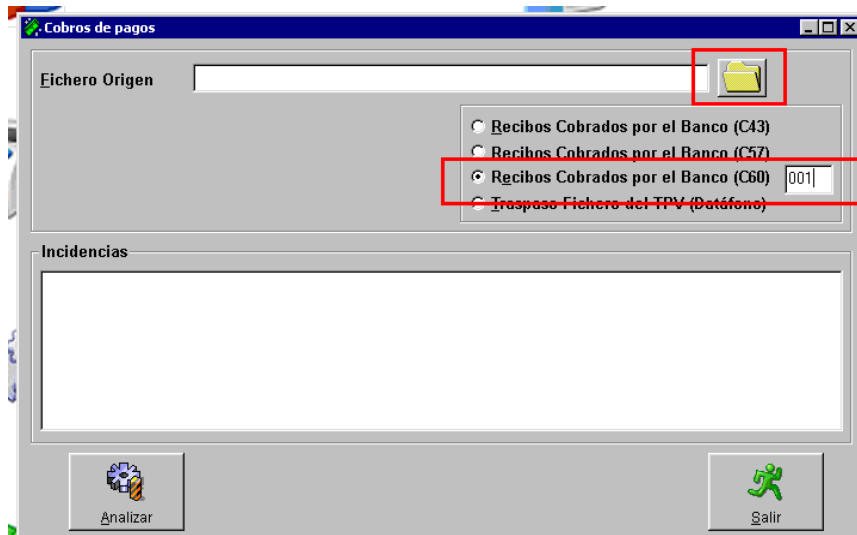 Cobros de pagos
Fichero Origen
Recibos Cobrados por el Banco (C43)
Recibos Cobrados por el Banco (C57)
Recibos Cobrados por el Banco (C60) 001
Traspaso Fichero del TPV (Datáfono)
Incidencias
Analizar
Salir